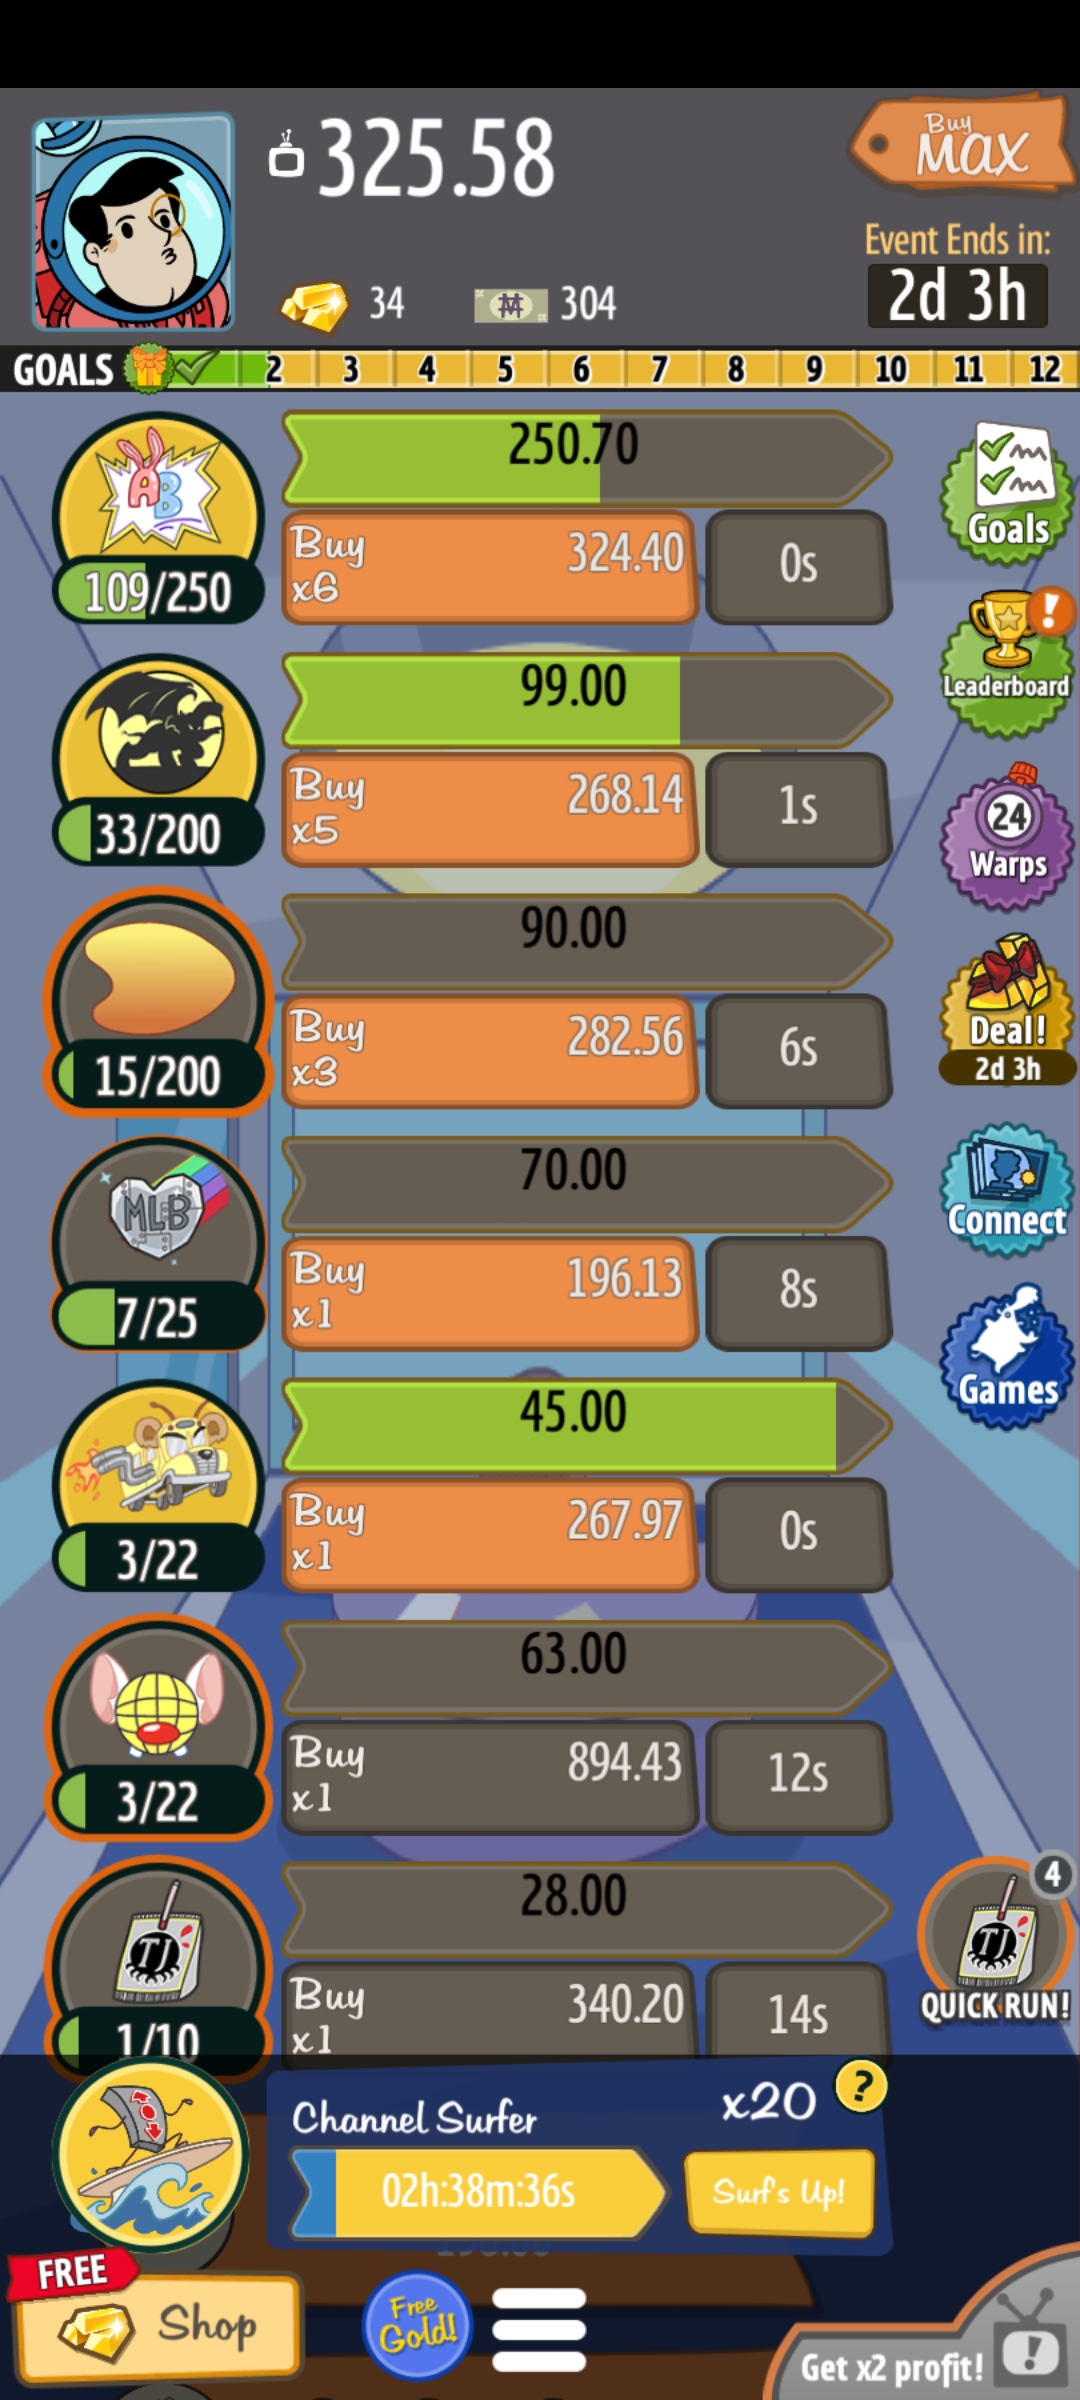 325.58
Buy
MAX
Event Ends in:
2d 3h
34
304
GOALS 2 3 4 5 6 7 8 9 10 11 12
AB
109/250
250.70
Buy
x6
324.40
0s
Goals
33/200
99.00
Buy
x5
268.14
1s
Leaderboard
!
15/200
90.00
Buy
x3
282.56
6s
24
Warps
MLB
7/25
70.00
Buy
x1
196.13
8s
Deal!
2d 3h
3/22
45.00
Buy
x1
267.97
0s
Connect
Games
3/22
63.00
Buy
x1
894.43
12s
TJ
1/10
28.00
Buy
x1
340.20
14s
4
TJ
QUICK RUN!
Channel Surfer
x20
?
02h:38m:36s
Surf's Up!
FREE
Shop
Free
Gold!
Get x2 profit!
!